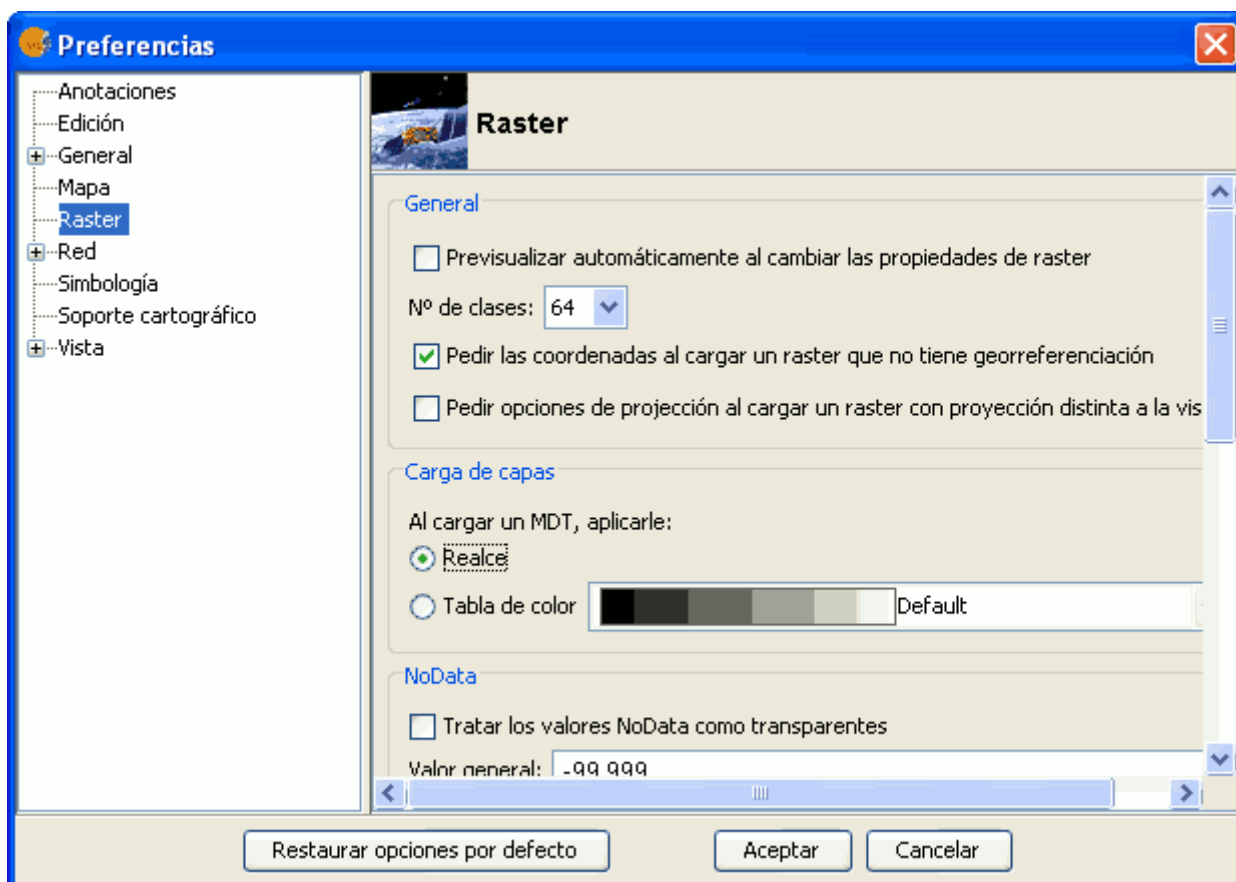 Preferencias
Anotaciones
Edición
General
Mapa
Raster
Red
Simbología
Soporte cartográfico
Vista
Raster
General
Previsualizar automáticamente al cambiar las propiedades de raster
Nº de clases: 64
Pedir las coordenadas al cargar un raster que no tiene georreferenciación
Pedir opciones de projección al cargar un raster con proyección distinta a la vis
Carga de capas
Al cargar un MDT, aplicarle:
Realce
Tabla de color Default
NoData
Tratar los valores NoData como transparentes
Valor general: -99.999
Restaurar opciones por defecto Aceptar Cancelar